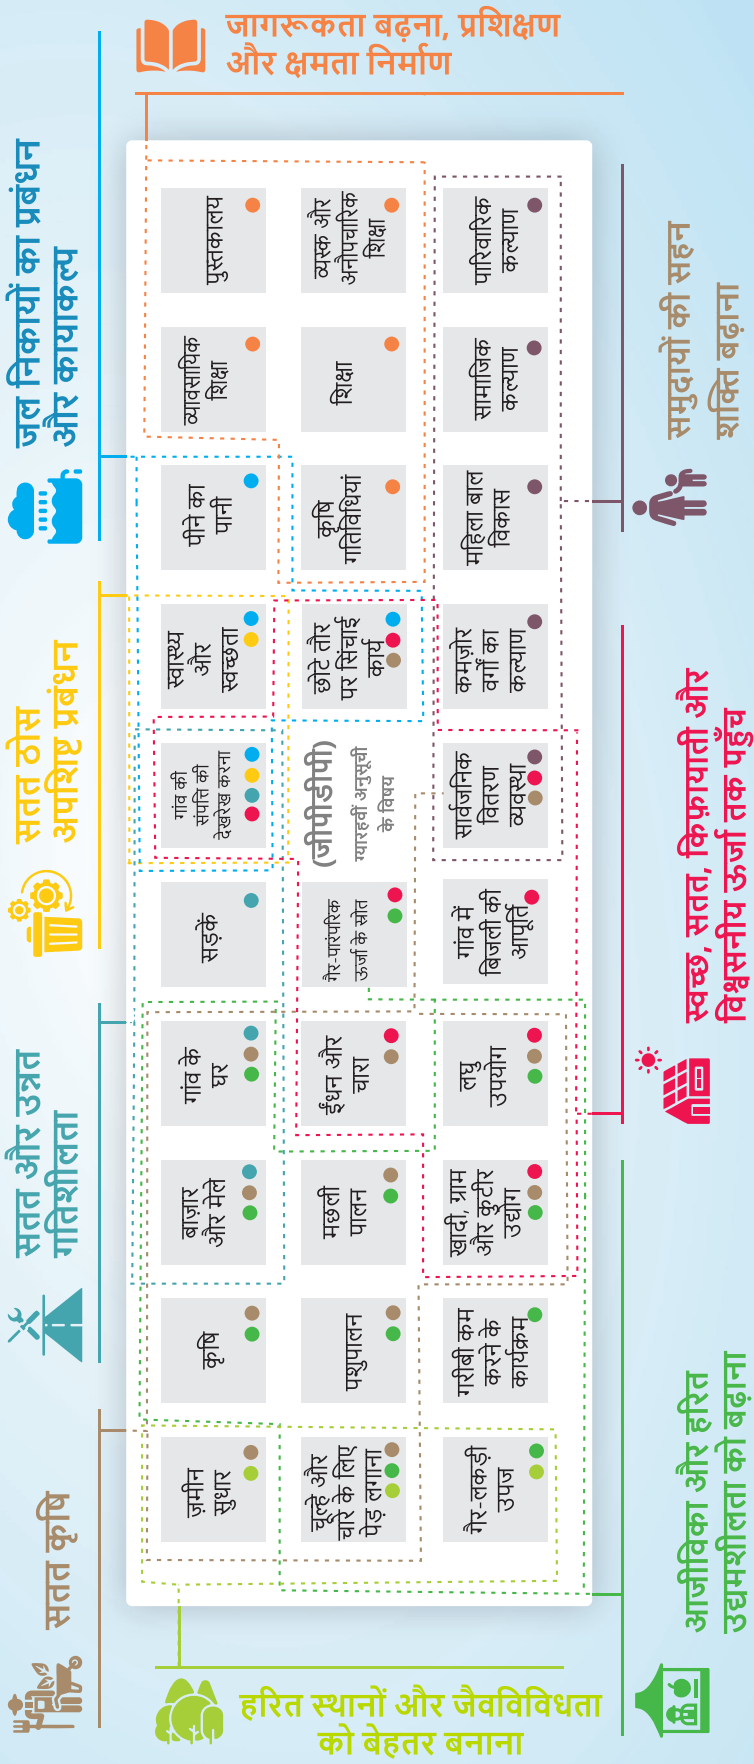 जागरूकता बढ़ना, प्रशिक्षण
और क्षमता निर्माण
जल निकायों का प्रबंधन
और कायाकल्प
सतत ठोस
अपशिष्ट प्रबंधन
सतत और उन्नत
गतिशीलता
सतत कृषि
पुस्तकालय
व्यावसायिक
शिक्षा
पीने का
पानी
स्वास्थ्य
और
स्वच्छता
गांव की
संपत्ति की
देखरेख करना
सड़कें
गांव के
घर
बाज़ार
और मेले
कृषि
ज़मीन
सुधार
व्यस्क और
अनौपचारिक
शिक्षा
शिक्षा
कृषि
गतिविधियां
छोटे तौर
पर सिंचाई
कार्य
(जीपीडीपी)
ग्यारहवीं अनुसूची
के विषय
गैर-पारंपरिक
ऊर्जा के स्रोत
ईंधन और
चारा
मछली
पालन
पशुपालन
चूल्हे और
चारे के लिए
पेड़ लगाना
पारिवारिक
कल्याण
सामाजिक
कल्याण
महिला बाल
विकास
कमज़ोर
वर्गों का
कल्याण
सार्वजनिक
वितरण
व्यवस्था
गांव में
बिजली की
आपूर्ति
लघु
उपयोग
खादी, ग्राम
और कुटीर
उद्योग
गरीबी कम
करने के
कार्यक्रम
गैर-लकड़ी
उपज
समुदायों की सहन
शक्ति बढ़ाना
स्वच्छ, सतत, किफ़ायाती और
विश्वसनीय ऊर्जा तक पहुँच
आजीविका और हरित
उद्यमशीलता को बढ़ाना
हरित स्थानों और जैवविविधता
को बेहतर बनाना